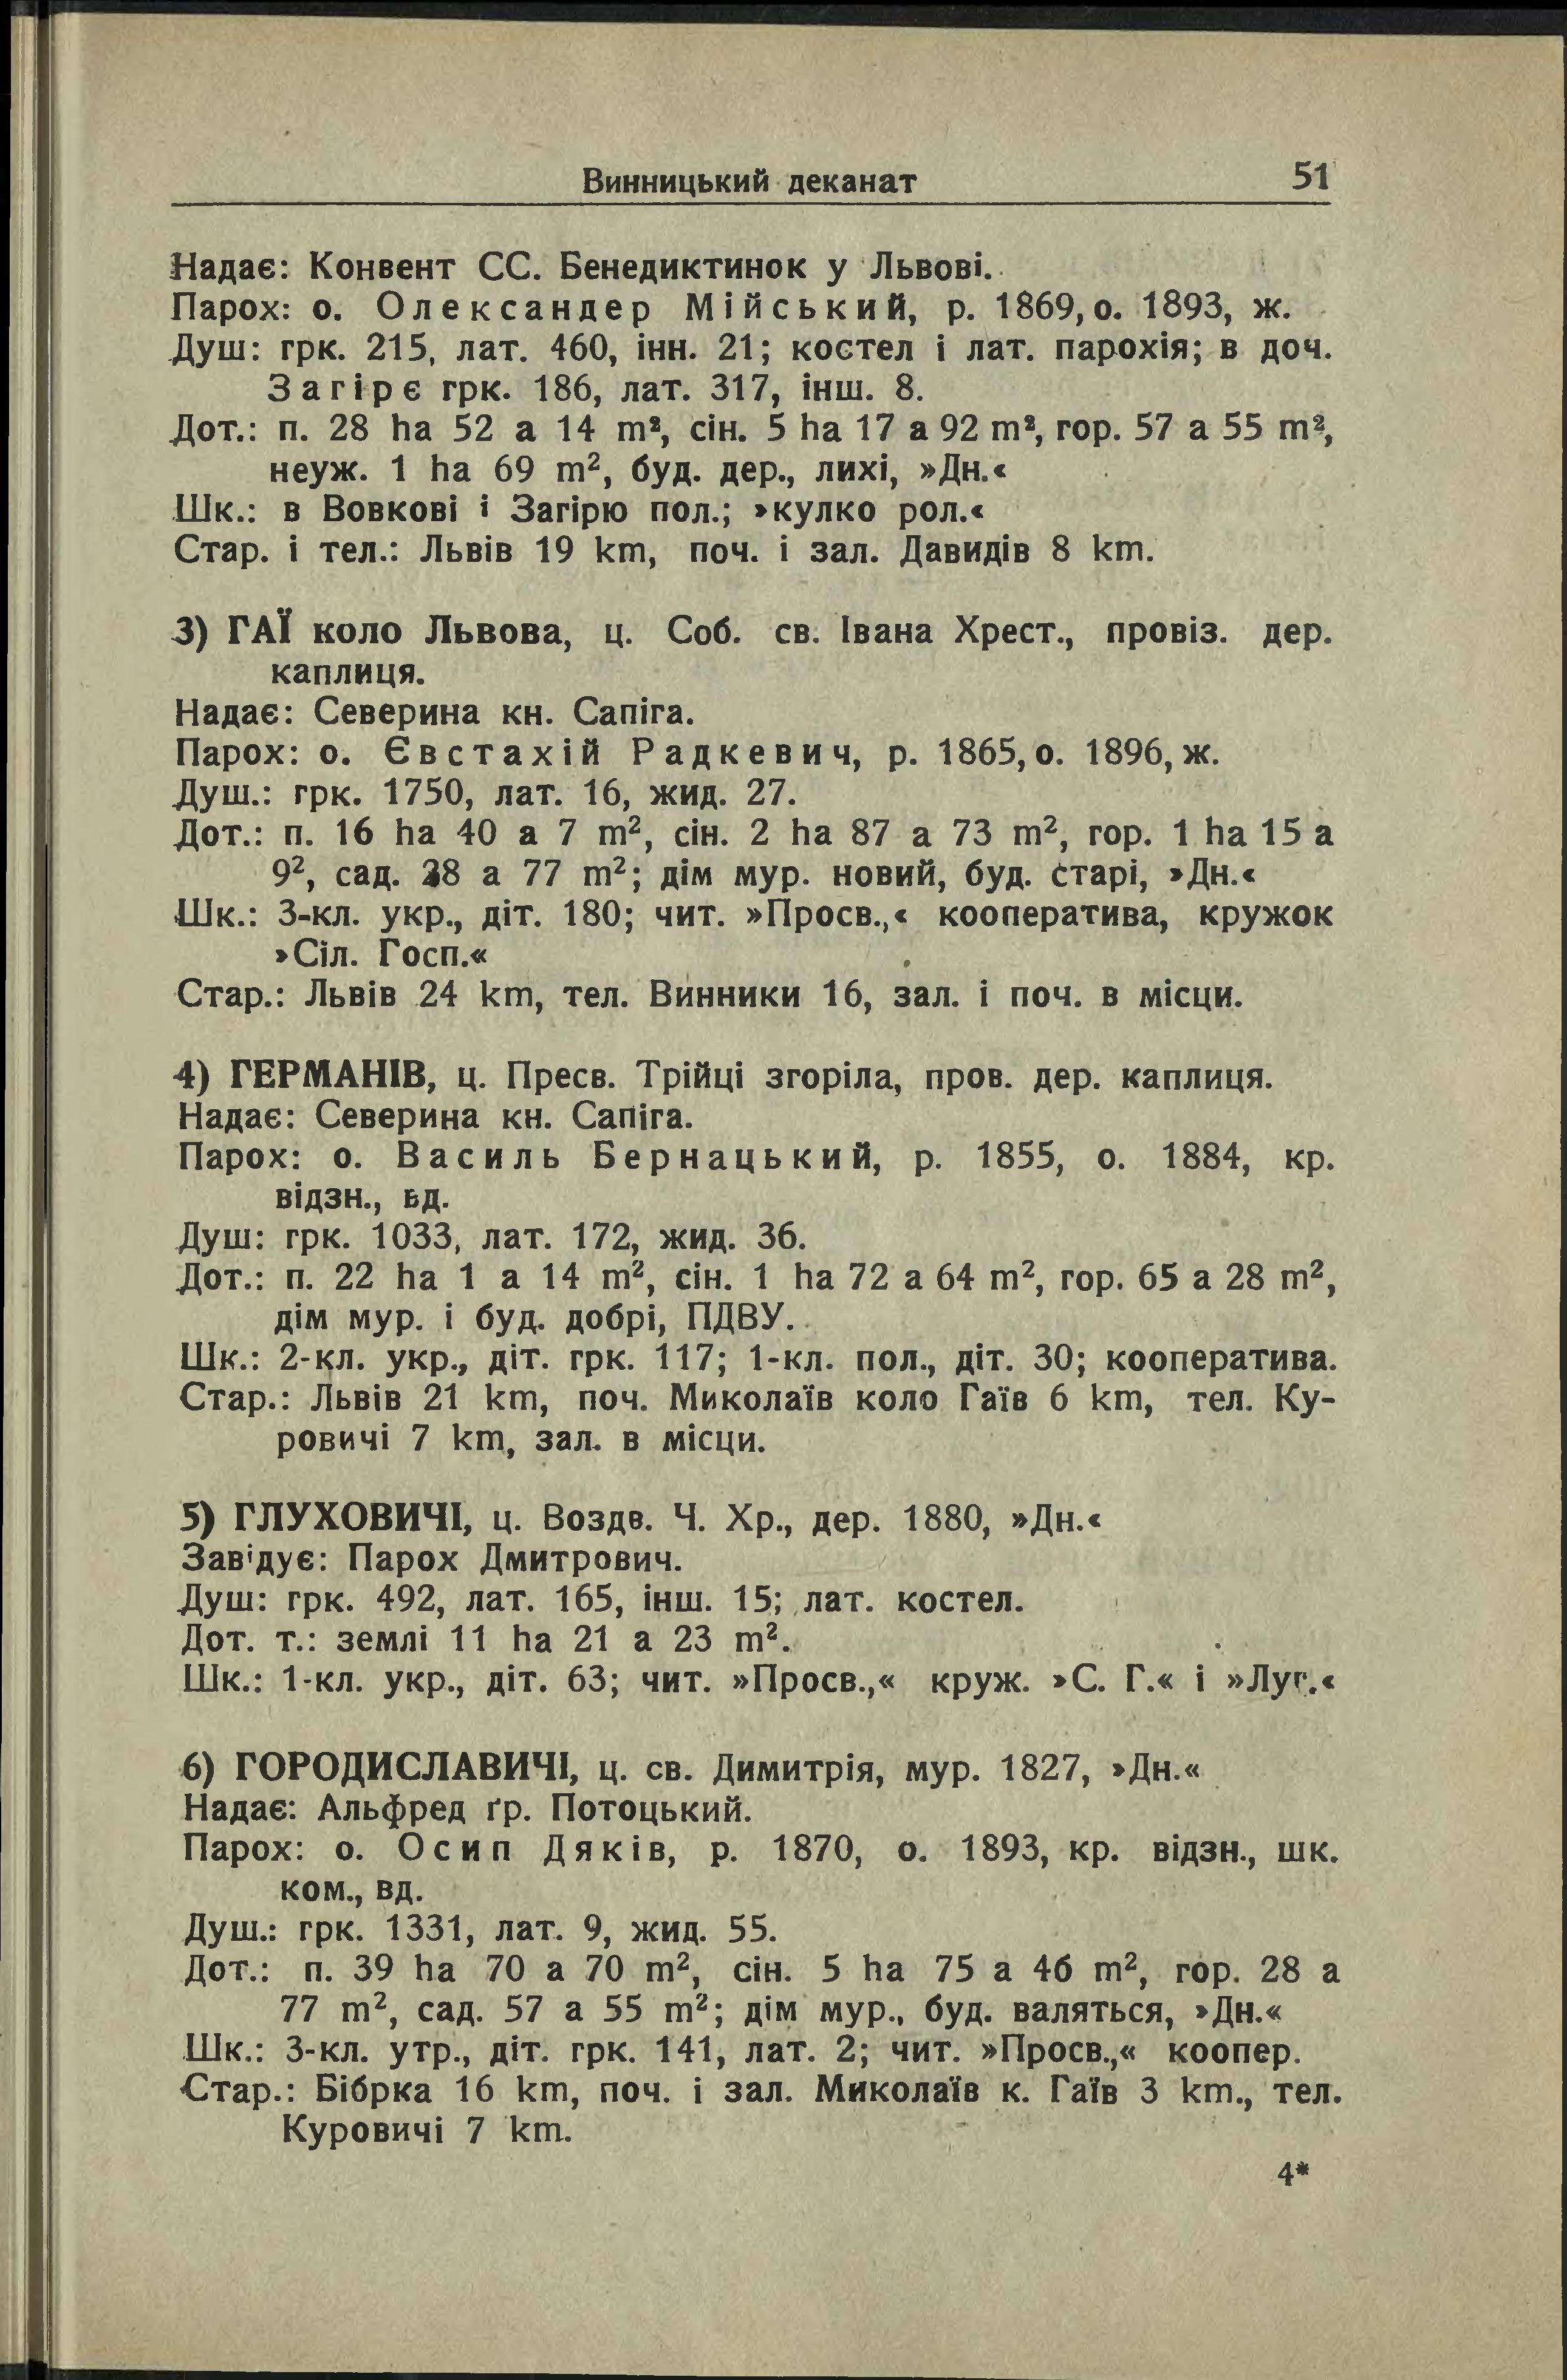 Винницький деканат 51
Надає: Конвент СС. Бенедиктинок у Львові.
Парох: о. Олександер Мійський, р. 1869, о. 1893, ж.
Душ: грк. 215, лат. 460, інн. 21; костел і лат. парохія; в доч.
Загірє грк. 186, лат. 317, інш. 8.
Дот.: п. 28 ha 52 a 14 m², сін. 5 ha 17 a 92 m², гор. 57 a 55 m²,
неуж. 1 ha 69 m², буд. дер., лихі, »Дн.«
Шк.: в Вовкові і Загірю пол.; »кулко рол.«
Стар. і тел.: Львів 19 km, поч. і зал. Давидів 8 km.
3) ГАЇ коло Львова, ц. Соб. св. Івана Хрест., провіз. дер.
каплиця.
Надає: Северина кн. Сапіга.
Парох: о. Євстахій Радкевич, р. 1865, о. 1896, ж.
Душ.: грк. 1750, лат. 16, жид. 27.
Дот.: п. 16 ha 40 a 7 m², сін. 2 ha 87 a 73 m², гор. 1 ha 15 a
9², сад. 38 a 77 m²; дім мур. новий, буд. старі, »Дн.«
Шк.: 3-кл. укр., діт. 180; чит. »Просв.,« кооператива, кружок
»Сіл. Госп.«
Стар.: Львів 24 km, тел. Винники 16, зал. і поч. в місци.
4) ГЕРМАНІВ, ц. Пресв. Трійці згоріла, пров. дер. каплиця.
Надає: Северина кн. Сапіга.
Парох: о. Василь Бернацький, р. 1855, о. 1884, кр.
відзн., вд.
Душ: грк. 1033, лат. 172, жид. 36.
Дот.: п. 22 ha 1 a 14 m², сін. 1 ha 72 a 64 m², гор. 65 a 28 m²,
дім мур. і буд. добрі, ПДВУ.
Шк.: 2-кл. укр., діт. грк. 117; 1-кл. пол., діт. 30; кооператива.
Стар.: Львів 21 km, поч. Миколаїв коло Гаїв 6 km, тел. Ку-
ровичі 7 km, зал. в місци.
5) ГЛУХОВИЧІ, ц. Воздв. Ч. Хр., дер. 1880, »Дн.«
Завідує: Парох Дмитрович.
Душ: грк. 492, лат. 165, інш. 15; лат. костел.
Дот. т.: землі 11 ha 21 a 23 m².
Шк.: 1-кл. укр., діт. 63; чит. »Просв.,« круж. »С. Г.« і »Луг.«
6) ГОРОДИСЛАВИЧІ, ц. св. Димитрія, мур. 1827, »Дн.«
Надає: Альфред ґр. Потоцький.
Парох: о. Осип Дяків, р. 1870, о. 1893, кр. відзн., шк.
ком., вд.
Душ.: грк. 1331, лат. 9, жид. 55.
Дот.: п. 39 ha 70 a 70 m², сін. 5 ha 75 a 46 m², гор. 28 a
77 m², сад. 57 a 55 m²; дім мур., буд. валяться, »Дн.«
Шк.: 3-кл. утр., діт. грк. 141, лат. 2; чит. »Просв.,« коопер.
Стар.: Бібрка 16 km, поч. і зал. Миколаїв к. Гаїв 3 km., тел.
Куровичі 7 km.
4*